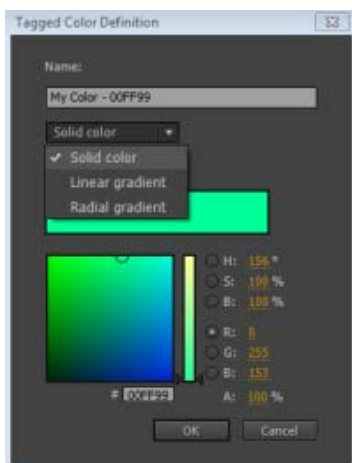 Tagged Color Definition
Name:
My Color - 00FF99
Solid color
Solid color
Linear gradient
Radial gradient
H: 156 °
S: 100 %
B: 100 %
R: 0
G: 255
B: 153
# 00FF99
A: 100 %
OK
Cancel